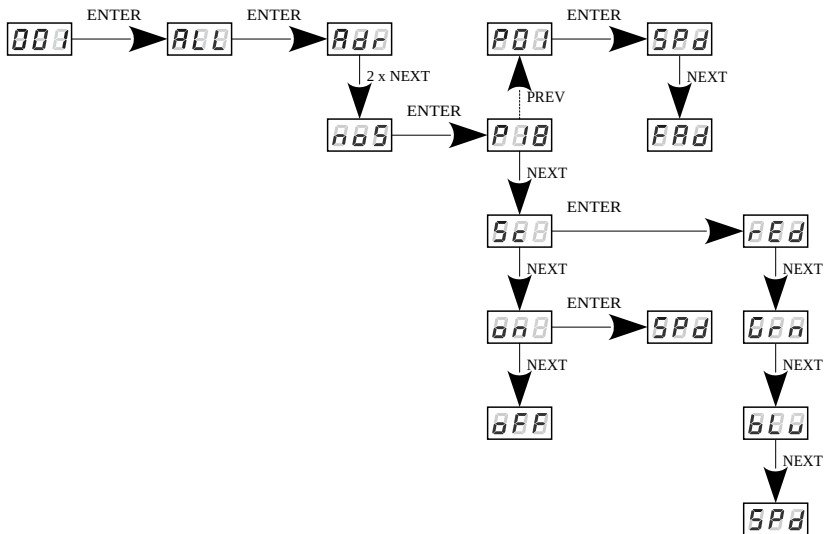 ENTER ENTER ENTER
001 ALL Adr P01 SPd
2 x NEXT PREV NEXT
ENTER
noS P18 FAd
NEXT
ENTER
Sc rEd
NEXT NEXT
ENTER
on SPd Grn
NEXT NEXT
oFF bLu
NEXT
SPd